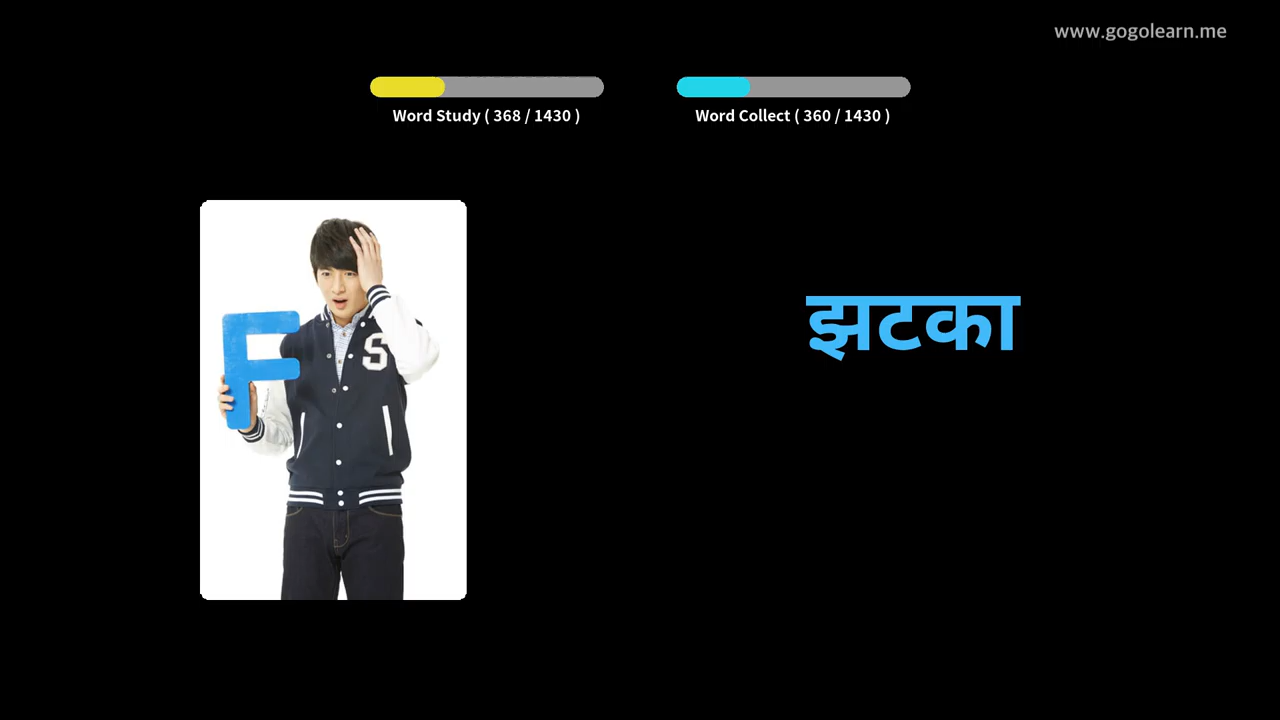 www.gogolearn.me
Word Study ( 368 / 1430 )
Word Collect ( 360 / 1430 )
F
S
झटका